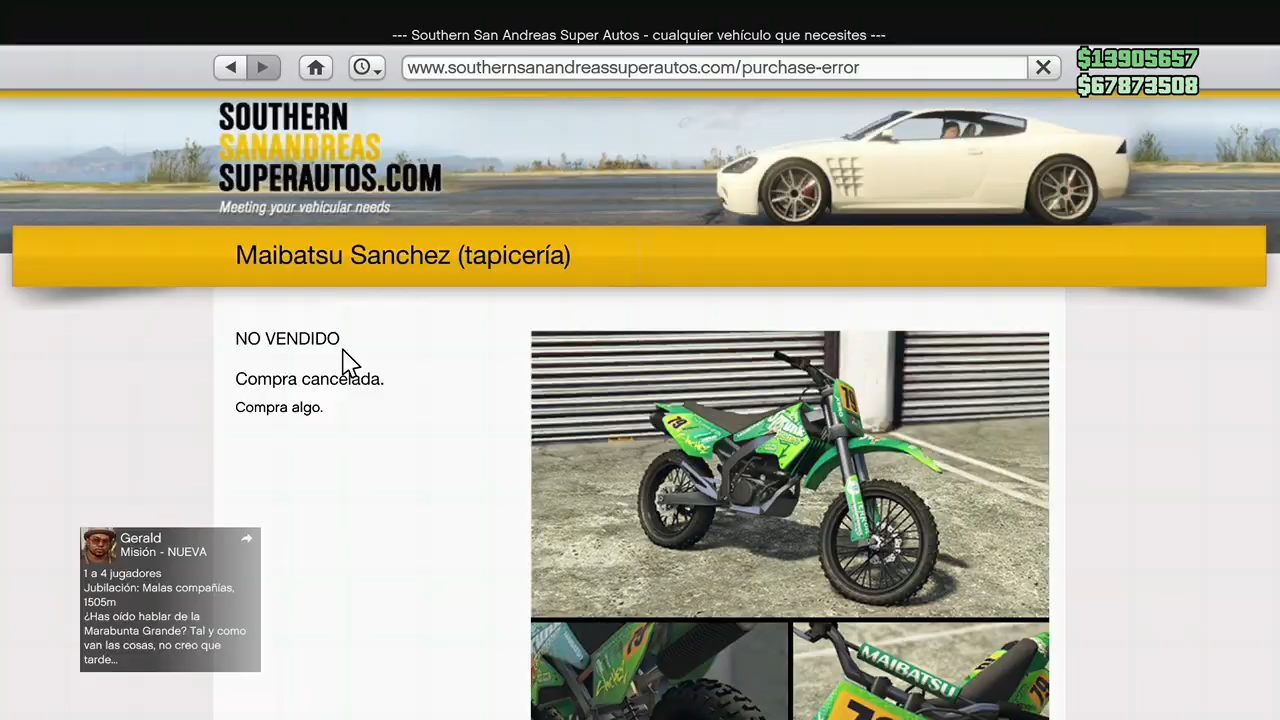 --- Southern San Andreas Super Autos - cualquier vehículo que necesites ---
www.southernsanandreassuperautos.com/purchase-error
$13905657
$67873508
SOUTHERN
SANANDREAS
SUPERAUTOS.COM
Meeting your vehicular needs
Maibatsu Sanchez (tapicería)
NO VENDIDO
Compra cancelada.
Compra algo.
79
79
Gerald
Misión - NUEVA
1 a 4 jugadores
Jubilación: Malas compañías,
1505m
¿Has oído hablar de la
Marabunta Grande? Tal y como
van las cosas, no creo que
tarde...
MAIBATSU